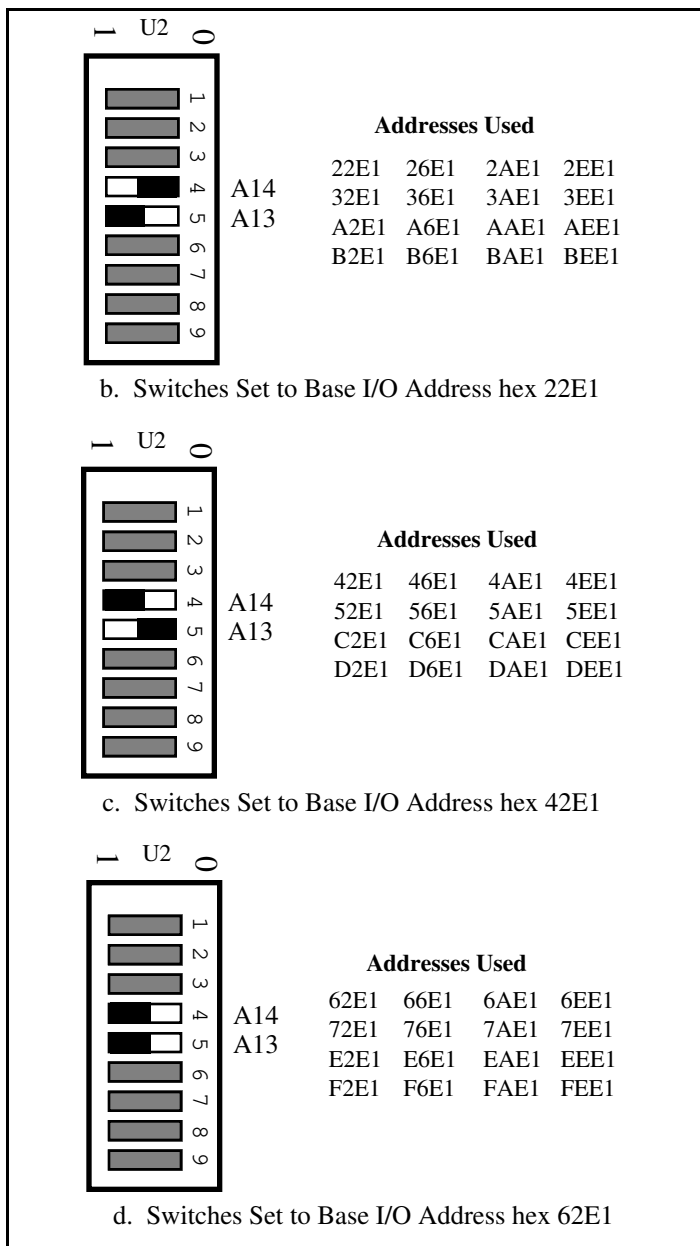 1 U2 0
1
2
3
4 A14
5 A13
6
7
8
9
Addresses Used
22E1 26E1 2AE1 2EE1
32E1 36E1 3AE1 3EE1
A2E1 A6E1 AAE1 AEE1
B2E1 B6E1 BAE1 BEE1
b. Switches Set to Base I/O Address hex 22E1
1 U2 0
1
2
3
4 A14
5 A13
6
7
8
9
Addresses Used
42E1 46E1 4AE1 4EE1
52E1 56E1 5AE1 5EE1
C2E1 C6E1 CAE1 CEE1
D2E1 D6E1 DAE1 DEE1
c. Switches Set to Base I/O Address hex 42E1
1 U2 0
1
2
3
4 A14
5 A13
6
7
8
9
Addresses Used
62E1 66E1 6AE1 6EE1
72E1 76E1 7AE1 7EE1
E2E1 E6E1 EAE1 EEE1
F2E1 F6E1 FAE1 FEE1
d. Switches Set to Base I/O Address hex 62E1